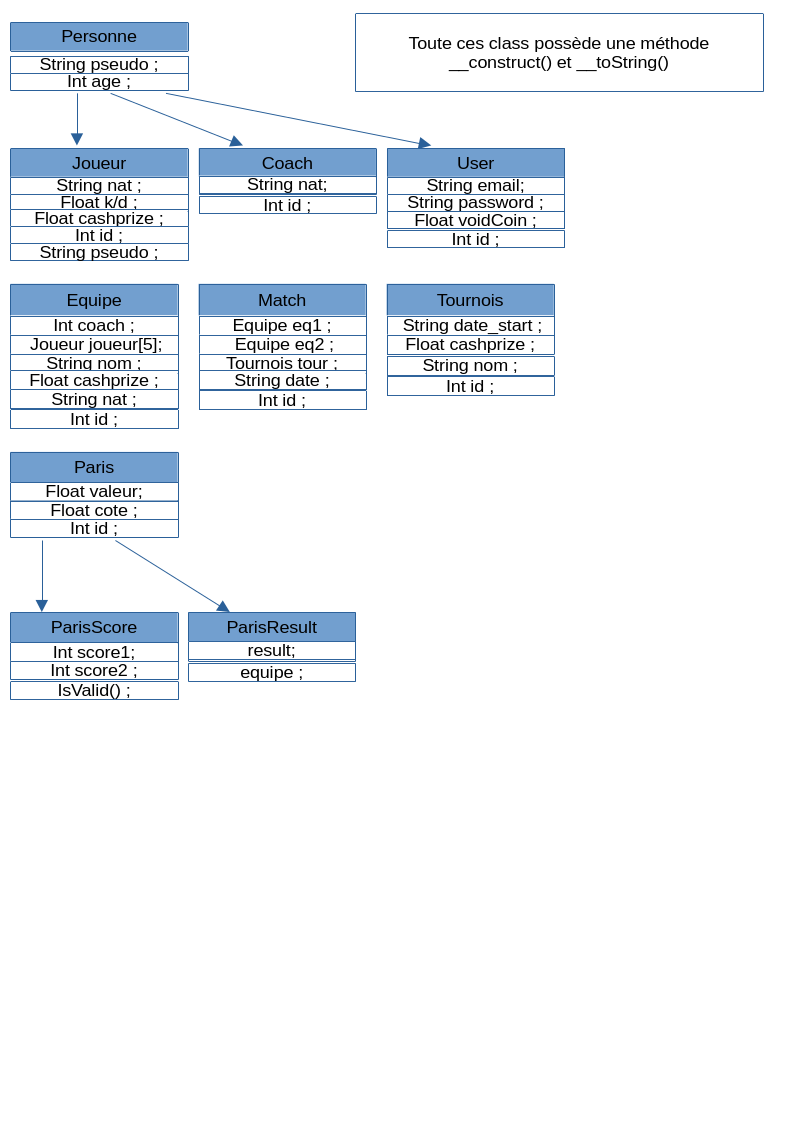 Personne
String pseudo ;
Int age ;
Toute ces class possède une méthode
__construct() et __toString()
Joueur
String nat ;
Float k/d ;
Float cashprize ;
Int id ;
String pseudo ;
Coach
String nat;
Int id ;
User
String email;
String password ;
Float voidCoin ;
Int id ;
Equipe
Int coach ;
Joueur joueur[5];
String nom ;
Float cashprize ;
String nat ;
Int id ;
Match
Equipe eq1 ;
Equipe eq2 ;
Tournois tour ;
String date ;
Int id ;
Tournois
String date_start ;
Float cashprize ;
String nom ;
Int id ;
Paris
Float valeur;
Float cote ;
Int id ;
ParisScore
Int score1;
Int score2 ;
IsValid() ;
ParisResult
result;
equipe ;